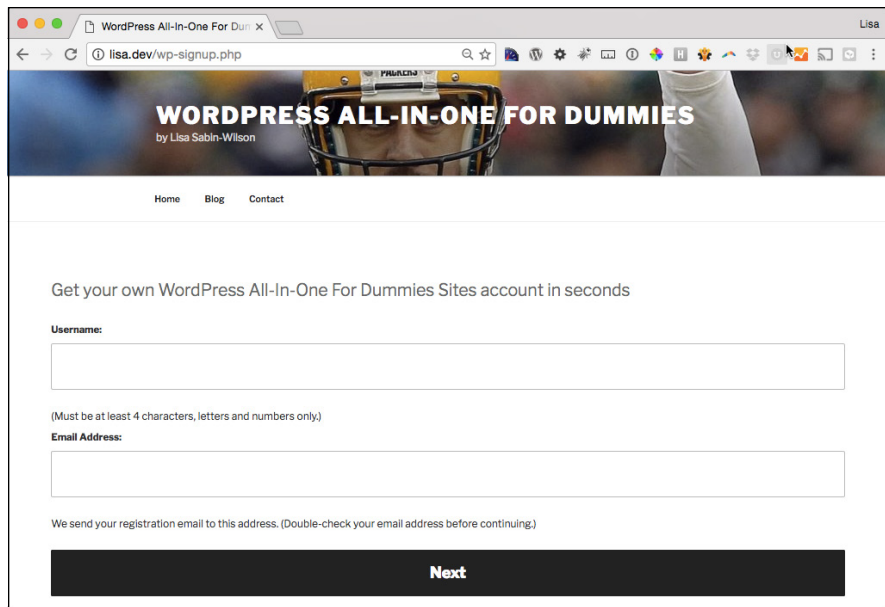 WordPress All-In-One For Dum
Lisa
lisa.dev/wp-signup.php
PACKERS
WORDPRESS ALL-IN-ONE FOR DUMMIES
by Lisa Sabin-Wilson
Home Blog Contact
Get your own WordPress All-In-One For Dummies Sites account in seconds
Username:
(Must be at least 4 characters, letters and numbers only.)
Email Address:
We send your registration email to this address. (Double-check your email address before continuing.)
Next